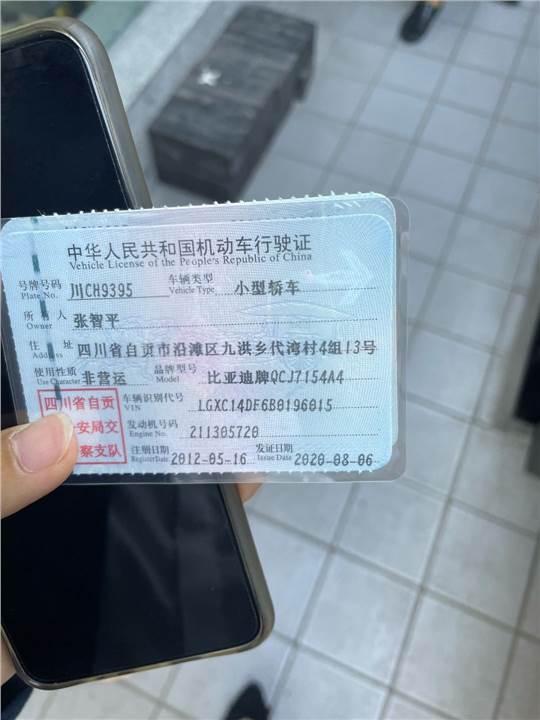 中华人民共和国机动车行驶证
Vehicle License of the People's Republic of China
号牌号码 Plate No. 川CH9395 车辆类型 Vehicle Type 小型轿车
所有人 Owner 张智平
住址 Address 四川省自贡市沿滩区九洪乡代湾村4组13号
使用性质 Use Character 非营运 品牌型号 Model 比亚迪牌QCJ7154A4
四川省自贡 车辆识别代号 VIN LGXC14DF6B0196015
安局交 发动机号码 Engine No. 211305720
察支队 注册日期 Register Date 2012-05-16 发证日期 Issue Date 2020-08-06